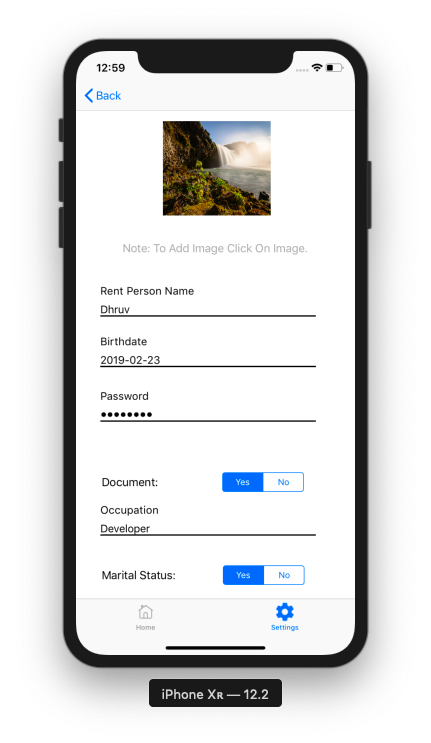 12:59
Back
Note: To Add Image Click On Image.
Rent Person Name
Dhruv
Birthdate
2019-02-23
Password
••••••••
Document: Yes No
Occupation
Developer
Marital Status: Yes No
Home Settings
iPhone Xʀ — 12.2